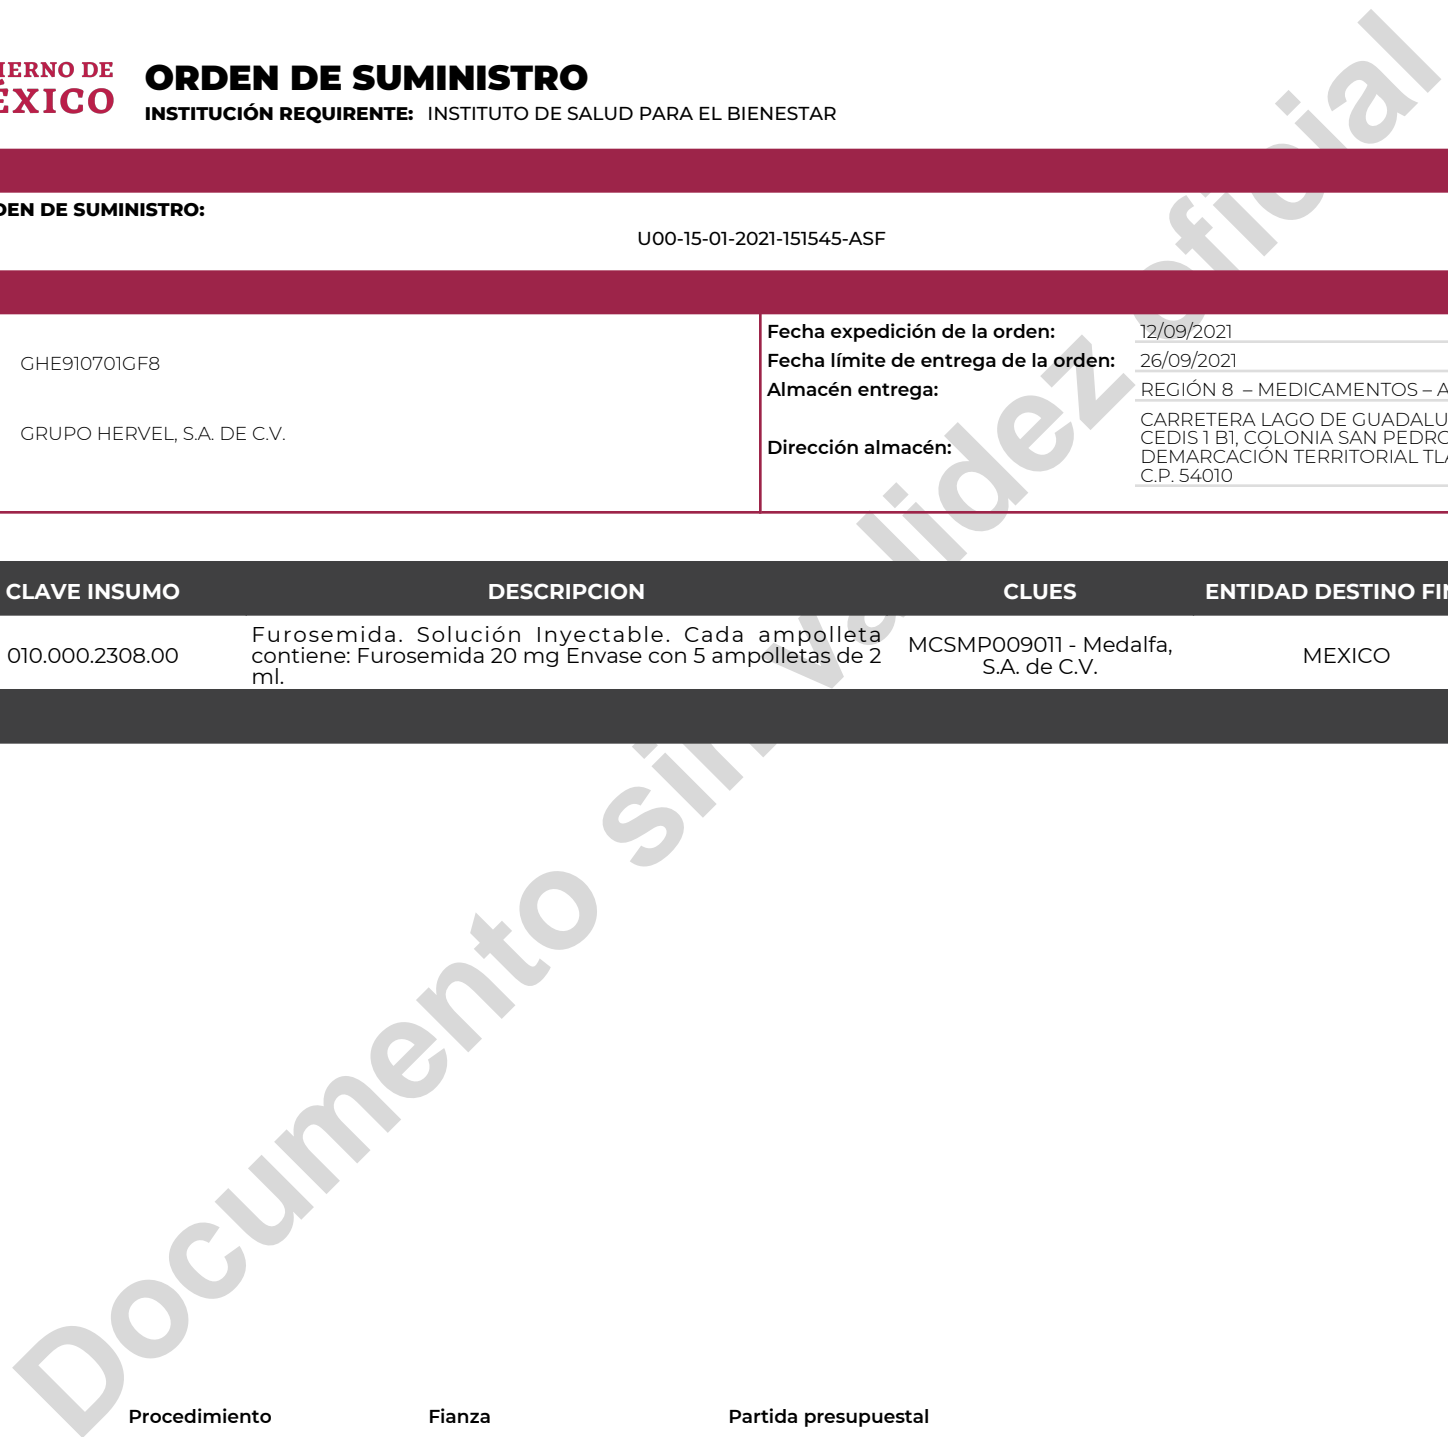 IERNO DE
ÉXICO
ORDEN DE SUMINISTRO
INSTITUCIÓN REQUIRENTE: INSTITUTO DE SALUD PARA EL BIENESTAR
DEN DE SUMINISTRO:
U00-15-01-2021-151545-ASF
GHE910701GF8
GRUPO HERVEL, S.A. DE C.V.
Fecha expedición de la orden: 12/09/2021
Fecha límite de entrega de la orden: 26/09/2021
Almacén entrega: REGIÓN 8 – MEDICAMENTOS – A
Dirección almacén:
CARRETERA LAGO DE GUADALU
CEDIS 1 B1, COLONIA SAN PEDRO
DEMARCACIÓN TERRITORIAL TLA
C.P. 54010
CLAVE INSUMO DESCRIPCION CLUES ENTIDAD DESTINO FIN
010.000.2308.00
Furosemida. Solución Inyectable. Cada ampolleta
contiene: Furosemida 20 mg Envase con 5 ampolletas de 2
ml.
MCSMP009011 - Medalfa,
S.A. de C.V.
MEXICO
Documento sin validez oficial
Procedimiento Fianza Partida presupuestal